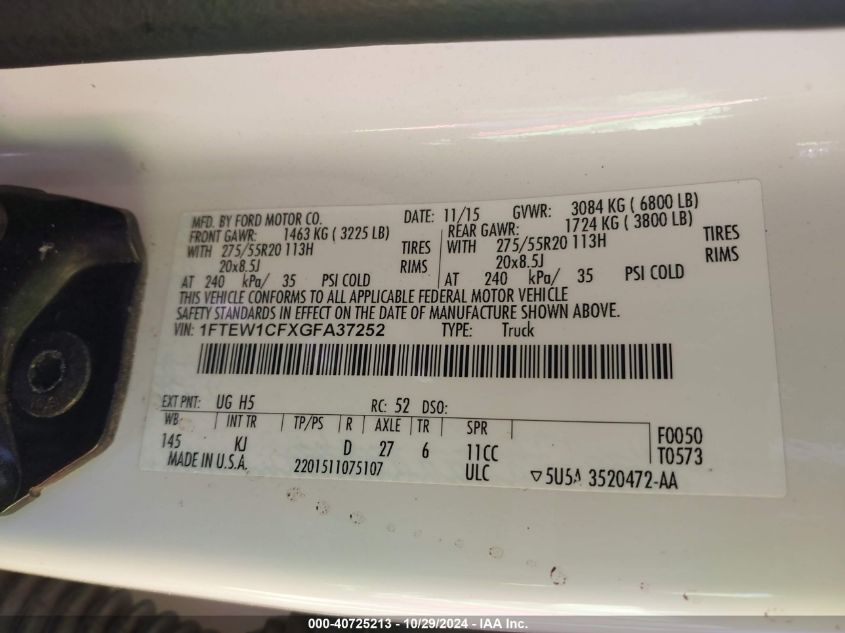 MFD. BY FORD MOTOR CO. DATE: 11/15 GVWR: 3084 KG ( 6800 LB)
FRONT GAWR: 1463 KG ( 3225 LB) REAR GAWR: 1724 KG ( 3800 LB)
WITH 275/55R20 113H TIRES WITH 275/55R20 113H TIRES
20x8.5J RIMS 20x8.5J RIMS
AT 240 kPa/ 35 PSI COLD AT 240 kPa/ 35 PSI COLD
THIS VEHICLE CONFORMS TO ALL APPLICABLE FEDERAL MOTOR VEHICLE
SAFETY STANDARDS IN EFFECT ON THE DATE OF MANUFACTURE SHOWN ABOVE.
VIN: 1FTEW1CFXGFA37252 TYPE: Truck
EXT PNT: UG H5 RC: 52 DSO:
WB INT TR TP/PS R AXLE TR SPR F0050
145 KJ D 27 6 11CC T0573
MADE IN U.S.A. 2201511075107 ULC ▽5U5A 3520472-AA
000-40725213 - 10/29/2024 - IAA Inc.